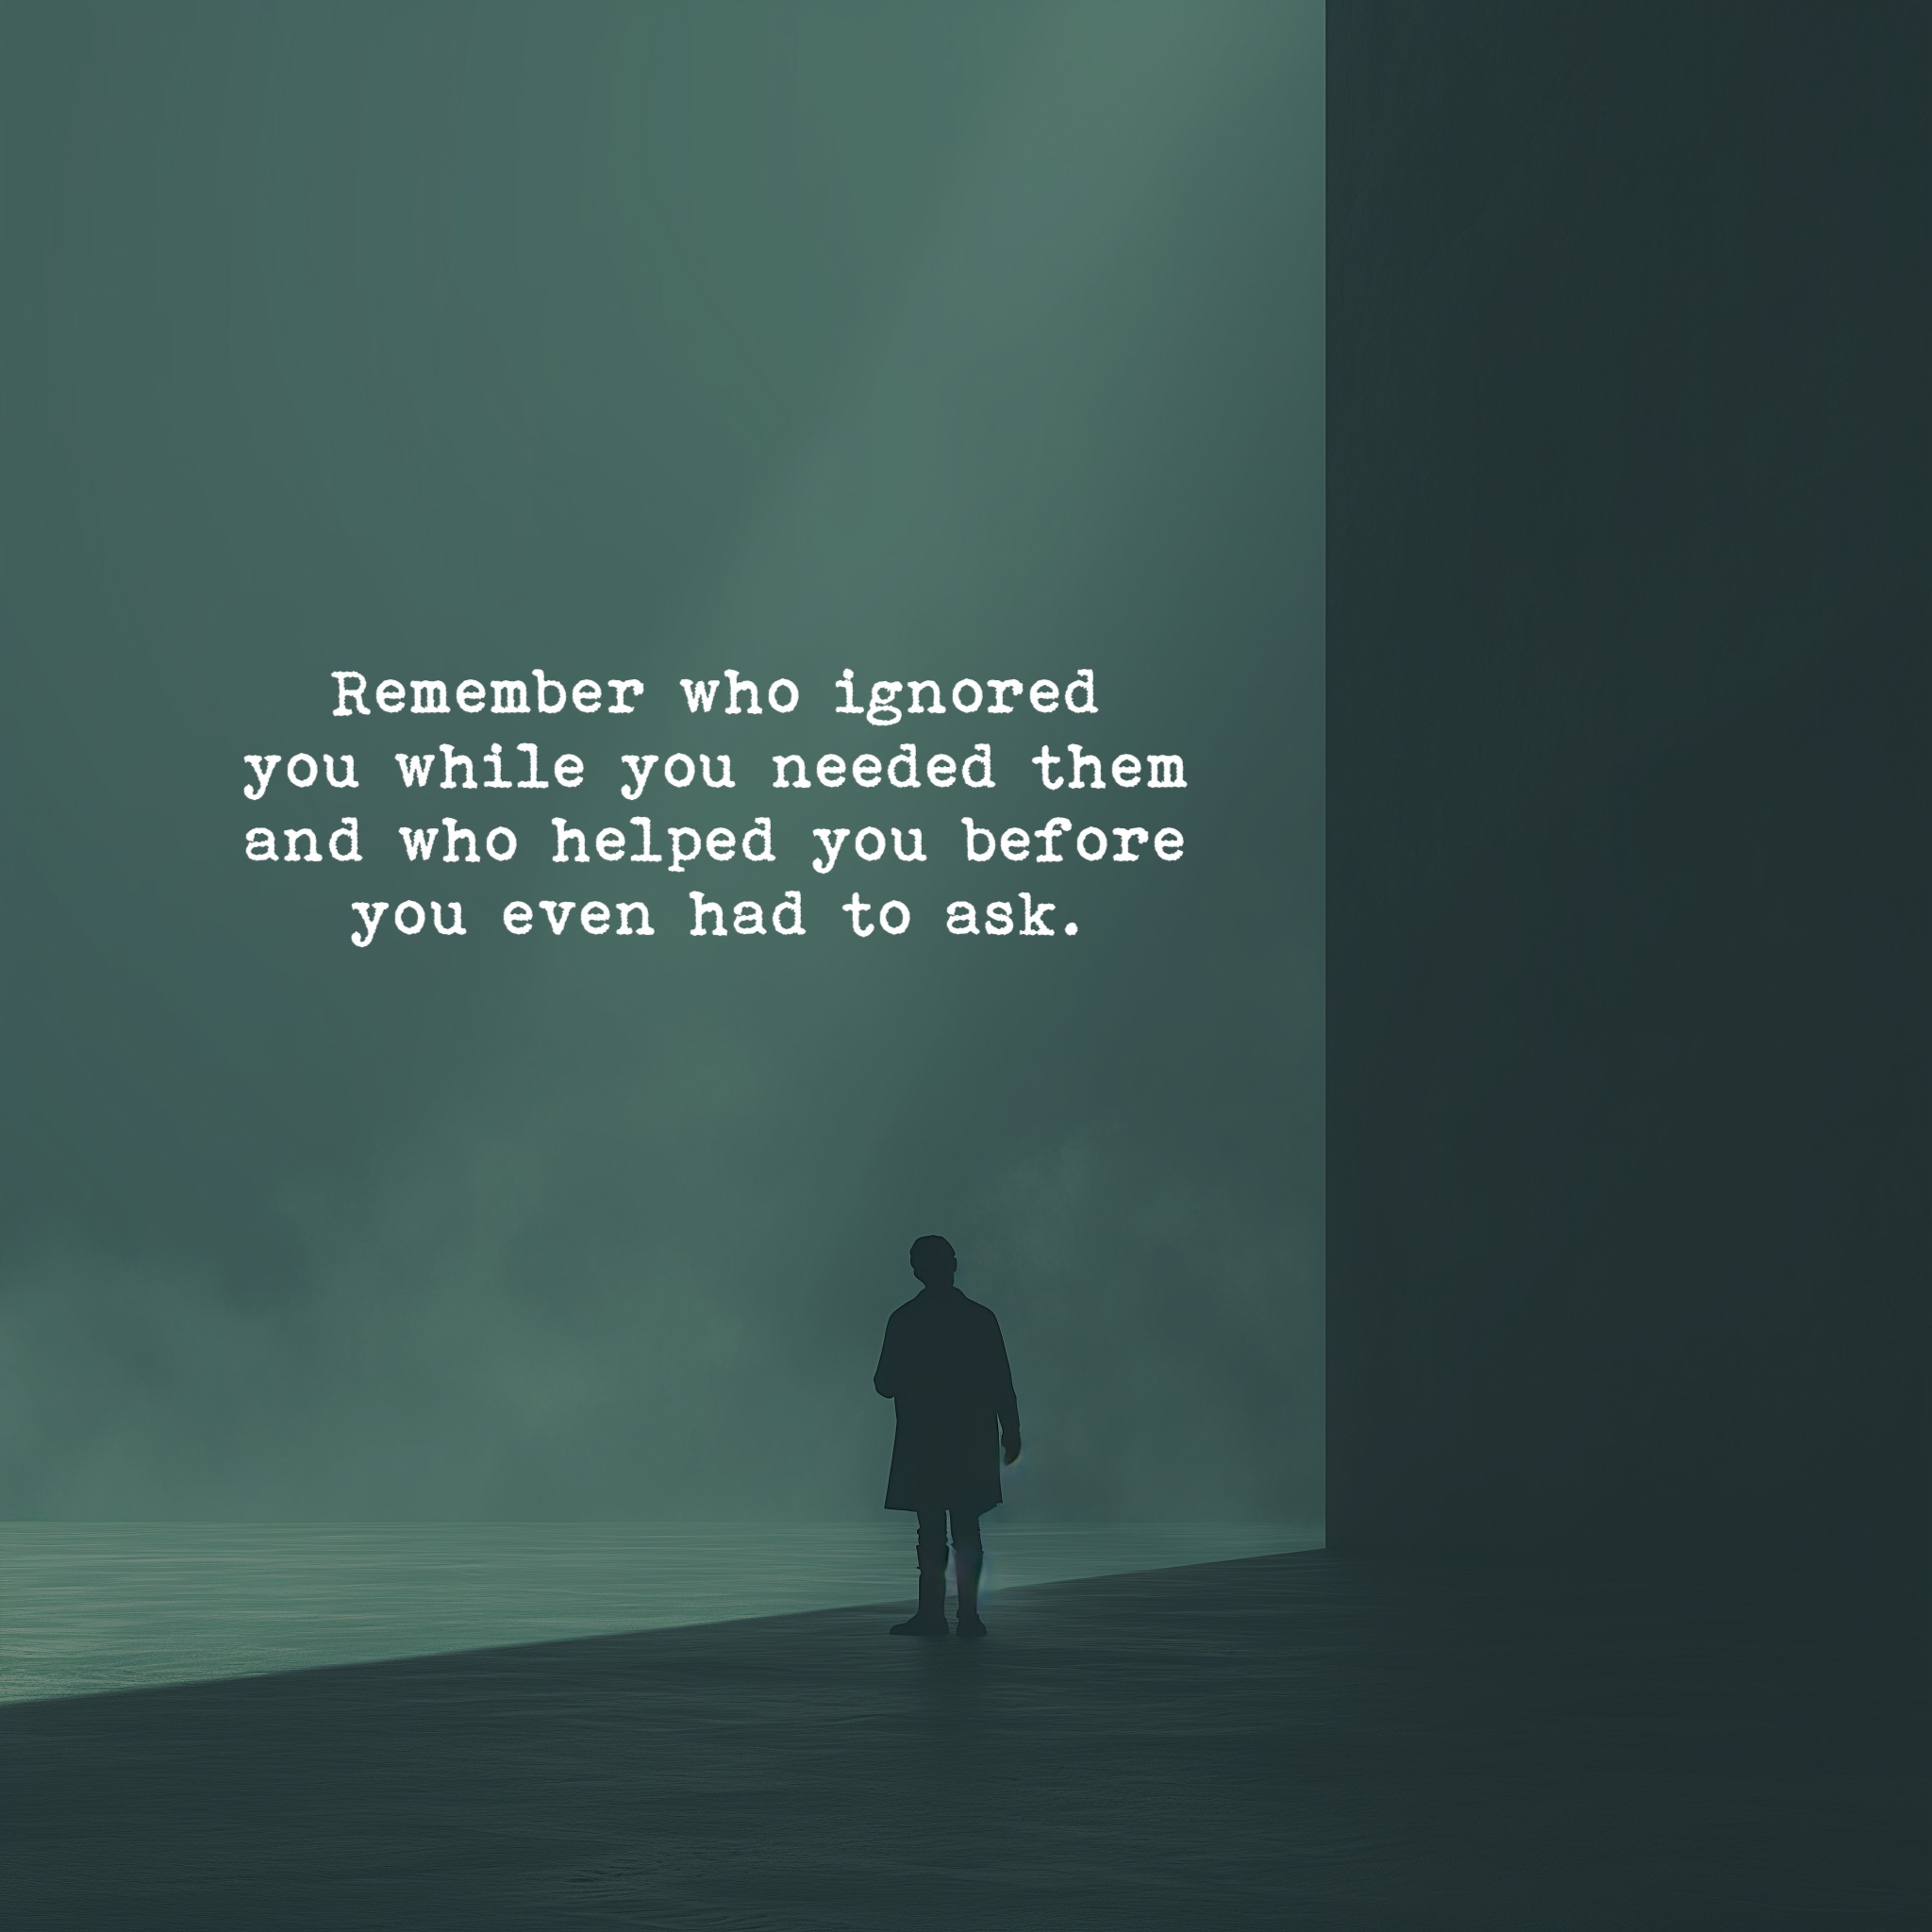 Remember who ignored
you while you needed them
and who helped you before
you even had to ask.